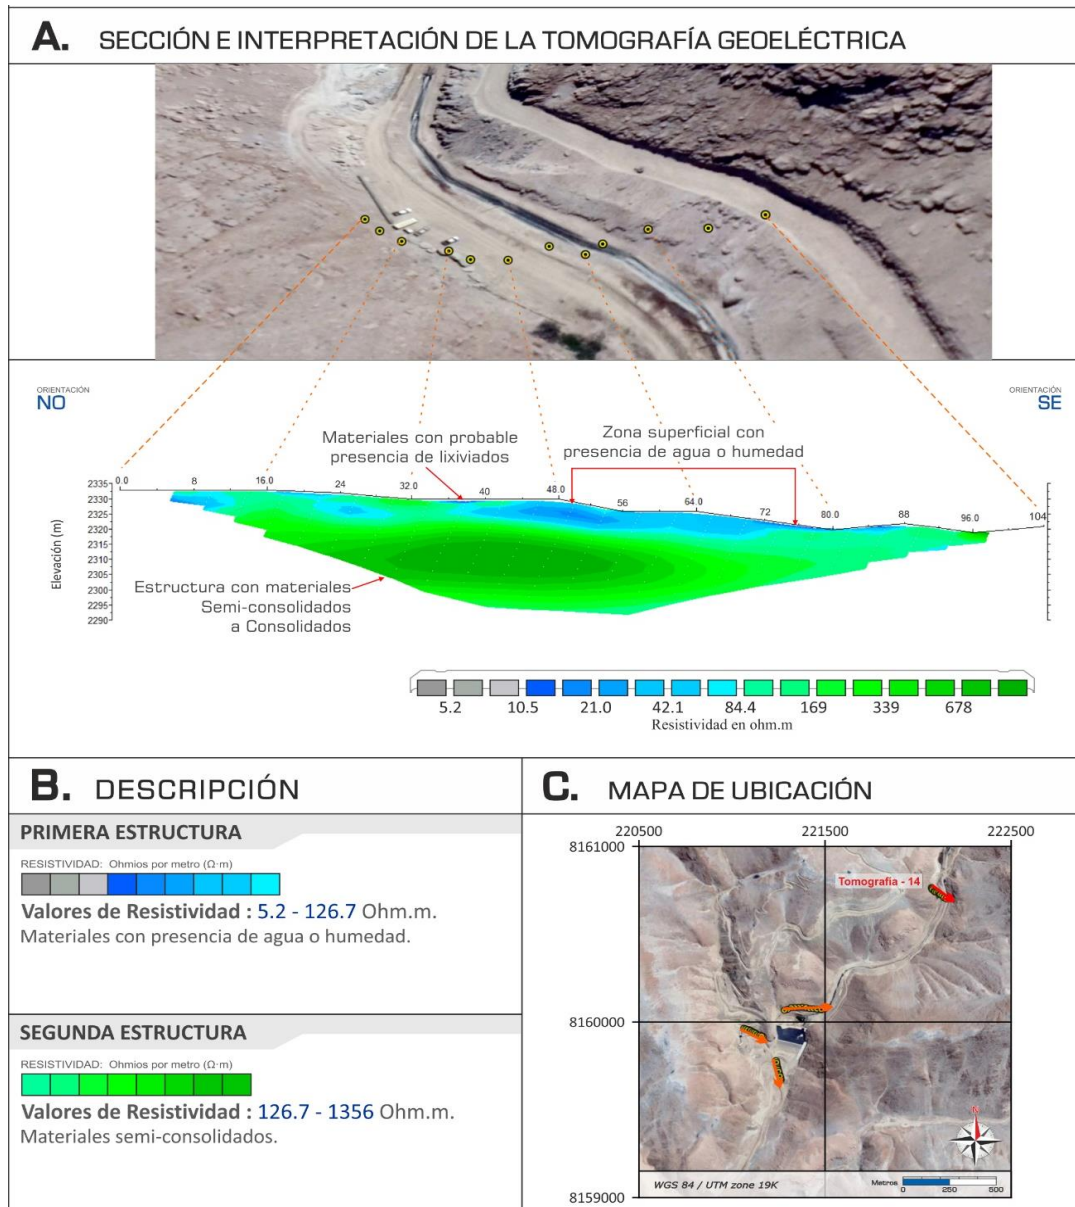 A. SECCIÓN E INTERPRETACIÓN DE LA TOMOGRAFÍA GEOELÉCTRICA
ORIENTACIÓN
NO
ORIENTACIÓN
SE
Materiales con probable
presencia de lixiviados
Zona superficial con
presencia de agua o humedad
0.0 8 16.0 24 32.0 40 48.0 56 64.0 72 80.0 88 96.0 104
Elevación (m)
2335
2330
2325
2320
2315
2310
2305
2300
2295
2290
Estructura con materiales
Semi-consolidados
a Consolidados
5.2 10.5 21.0 42.1 84.4 169 339 678
Resistividad en ohm.m
B. DESCRIPCIÓN
PRIMERA ESTRUCTURA
RESISTIVIDAD: Ohmios por metro (Ω·m)
Valores de Resistividad : 5.2 - 126.7 Ohm.m.
Materiales con presencia de agua o humedad.
SEGUNDA ESTRUCTURA
RESISTIVIDAD: Ohmios por metro (Ω·m)
Valores de Resistividad : 126.7 - 1356 Ohm.m.
Materiales semi-consolidados.
C. MAPA DE UBICACIÓN
220500 221500 222500
8161000
8160000
8159000
Tomografia - 14
N
WGS 84 / UTM zone 19K
Metros
0 250 500